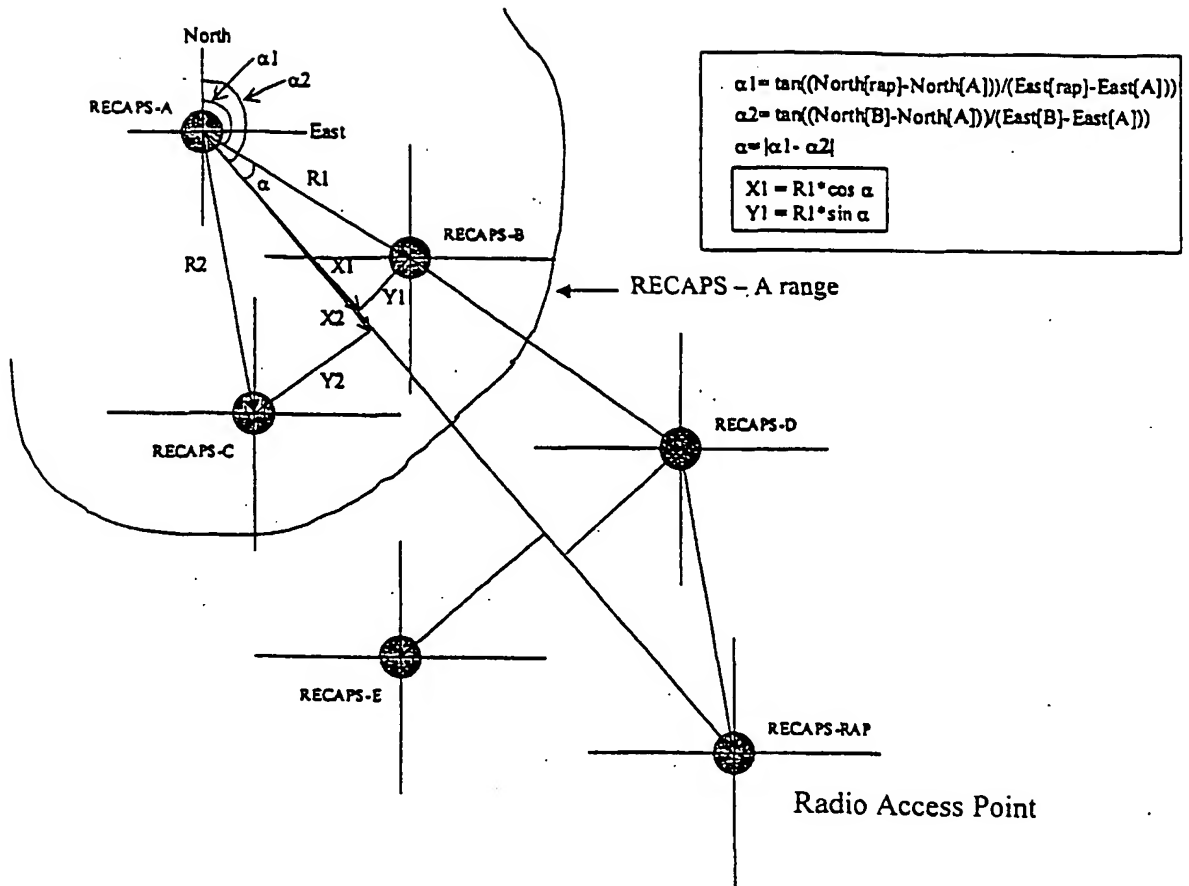 North
α1
α2
RECAPS-A
East
α
R1
R2
RECAPS-B
X1
Y1
X2
Y2
RECAPS – A range
RECAPS-C
RECAPS-D
RECAPS-E
RECAPS-RAP
Radio Access Point
α1= tan((North[rap]-North[A]))/(East[rap]-East[A]))
α2= tan((North[B]-North[A]))/(East[B]-East[A]))
α=|α1- α2|
X1 = R1*cos α
Y1 = R1*sin α